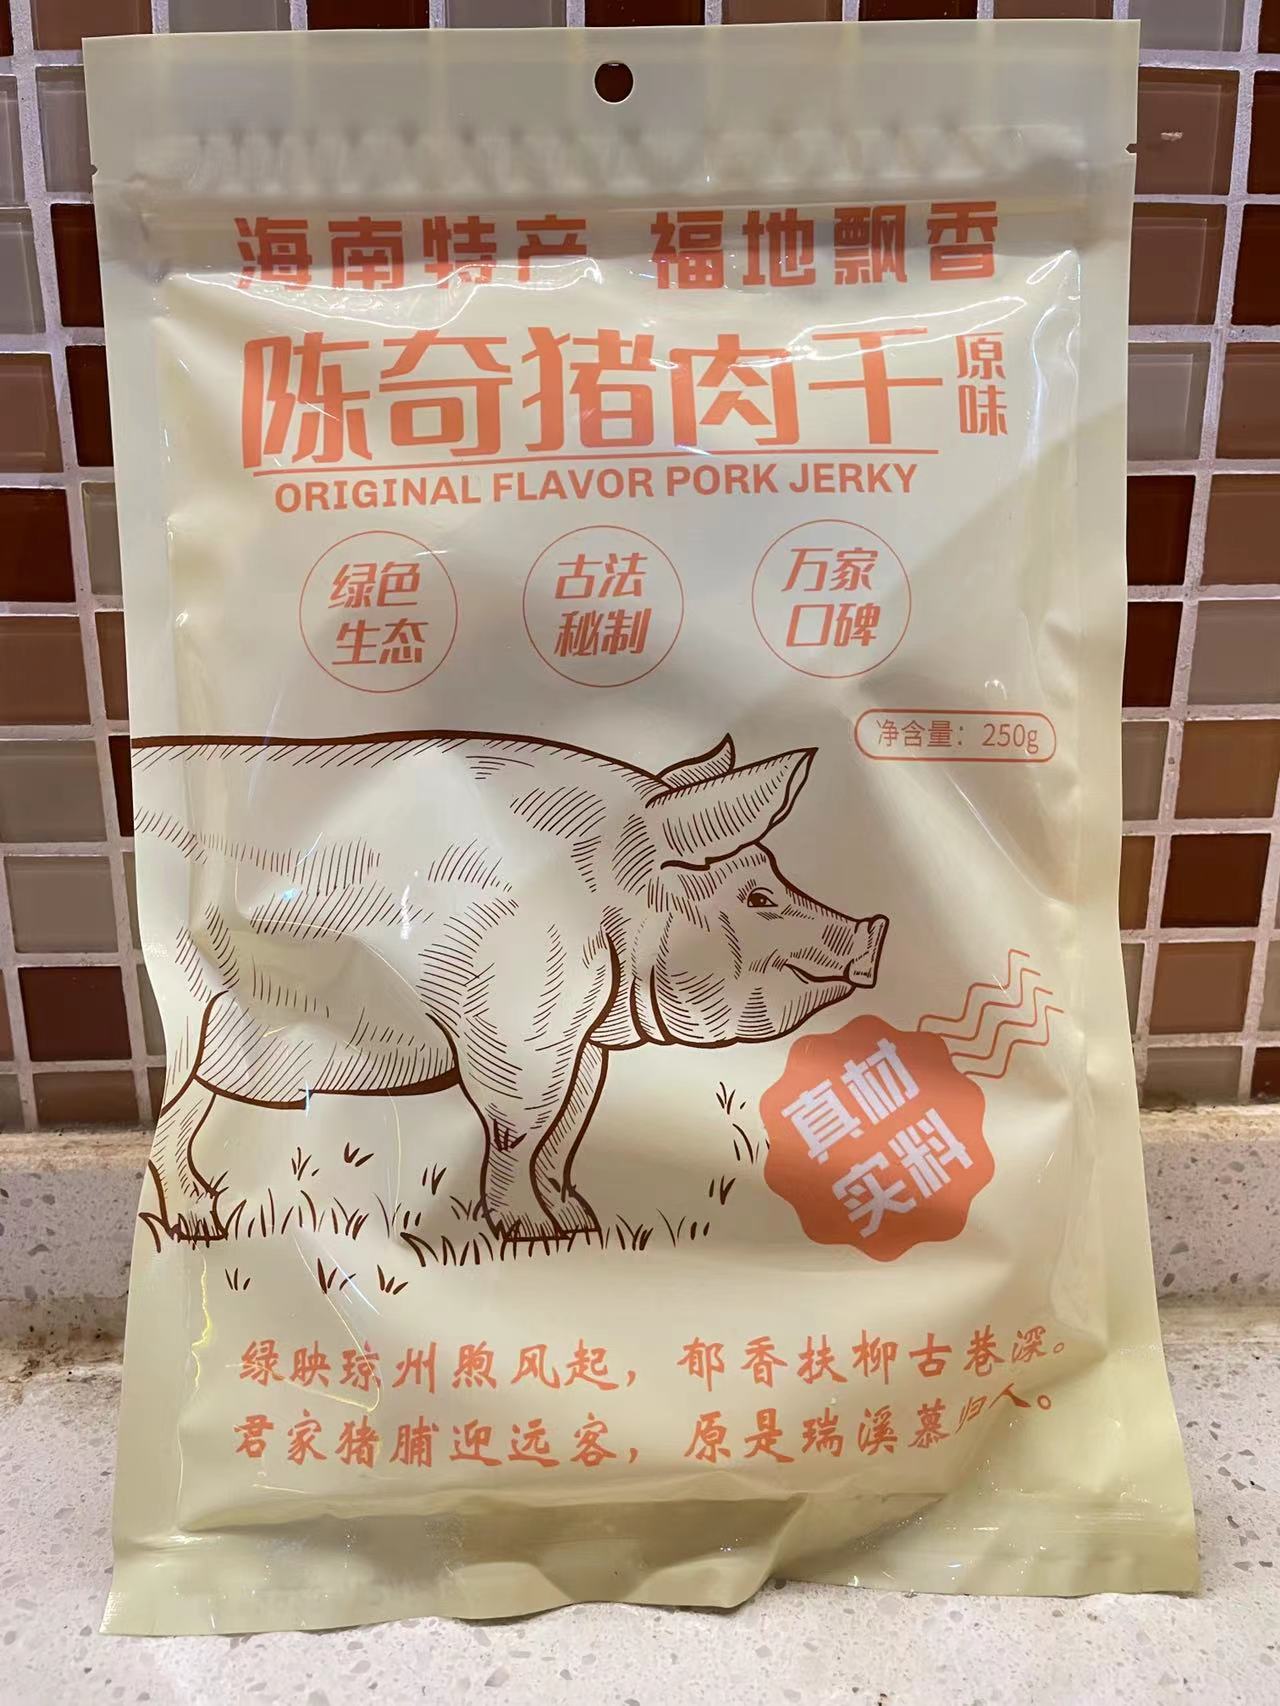 海南特产 福地飘香
陈奇猪肉干
原味
ORIGINAL FLAVOR PORK JERKY
绿色
生态
古法
秘制
万家
口碑
净含量：250g
真材
实料
绿映琼州煦风起，郁香扶柳古巷深。
君家猪脯迎远客，原是瑞溪慕归人。